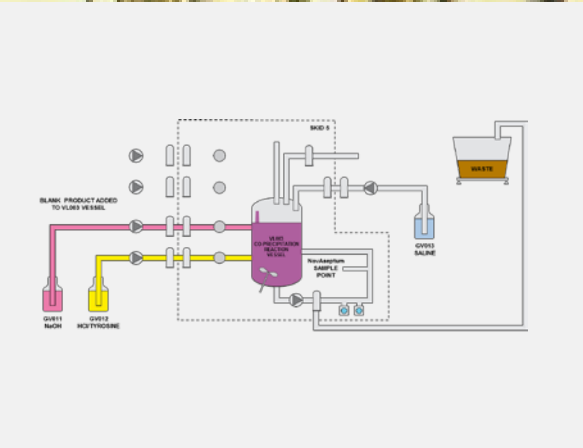 SKID 5
BLANK PRODUCT ADDED
TO VL003 VESSEL
WASTE
VL003
CO-PRECIPITATION
REACTION
VESSEL
NovAseptum
SAMPLE
POINT
GV013
SALINE
GV011
NaOH
GV012
HCl/TYROSINE